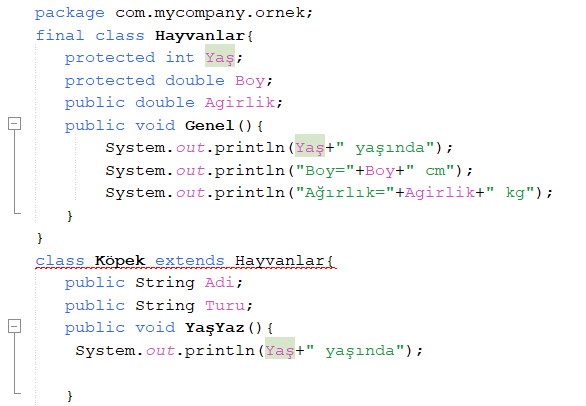 package com.mycompany.ornek;
final class Hayvanlar{
protected int Yaş;
protected double Boy;
public double Agirlik;
public void Genel(){
System.out.println(Yaş+" yaşında");
System.out.println("Boy="+Boy+" cm");
System.out.println("Ağırlık="+Agirlik+" kg");
}
}
class Köpek extends Hayvanlar{
public String Adi;
public String Turu;
public void YaşYaz(){
System.out.println(Yaş+" yaşında");
}